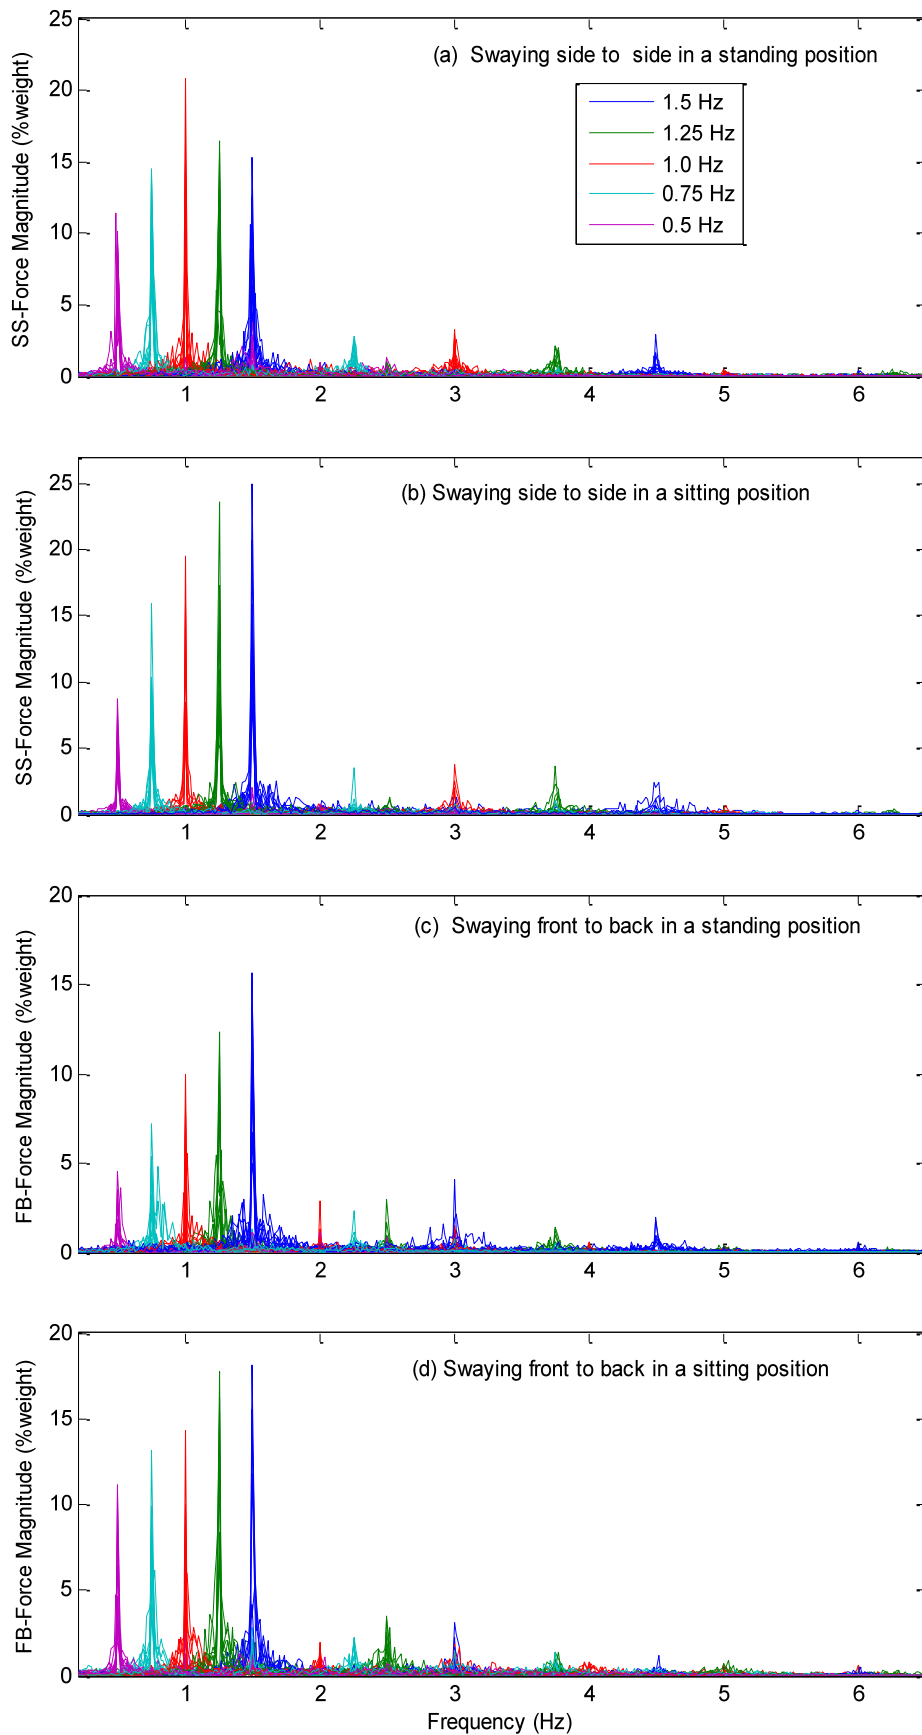 SS-Force Magnitude (%weight)
25
20
15
10
5
0
(a) Swaying side to side in a standing position
1.5 Hz
1.25 Hz
1.0 Hz
0.75 Hz
0.5 Hz
1 2 3 4 5 6
SS-Force Magnitude (%weight)
25
20
15
10
5
0
(b) Swaying side to side in a sitting position
1 2 3 4 5 6
FB-Force Magnitude (%weight)
20
15
10
5
0
(c) Swaying front to back in a standing position
1 2 3 4 5 6
FB-Force Magnitude (%weight)
20
15
10
5
0
(d) Swaying front to back in a sitting position
1 2 3 4 5 6
Frequency (Hz)